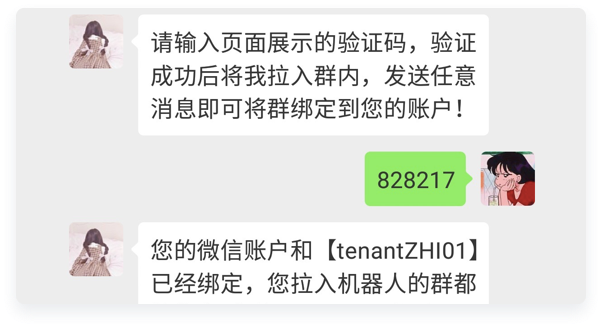 请输入页面展示的验证码，验证
成功后将我拉入群内，发送任意
消息即可将群绑定到您的账户！
828217
您的微信账户和【tenantZHI01】
已经绑定，您拉入机器人的群都